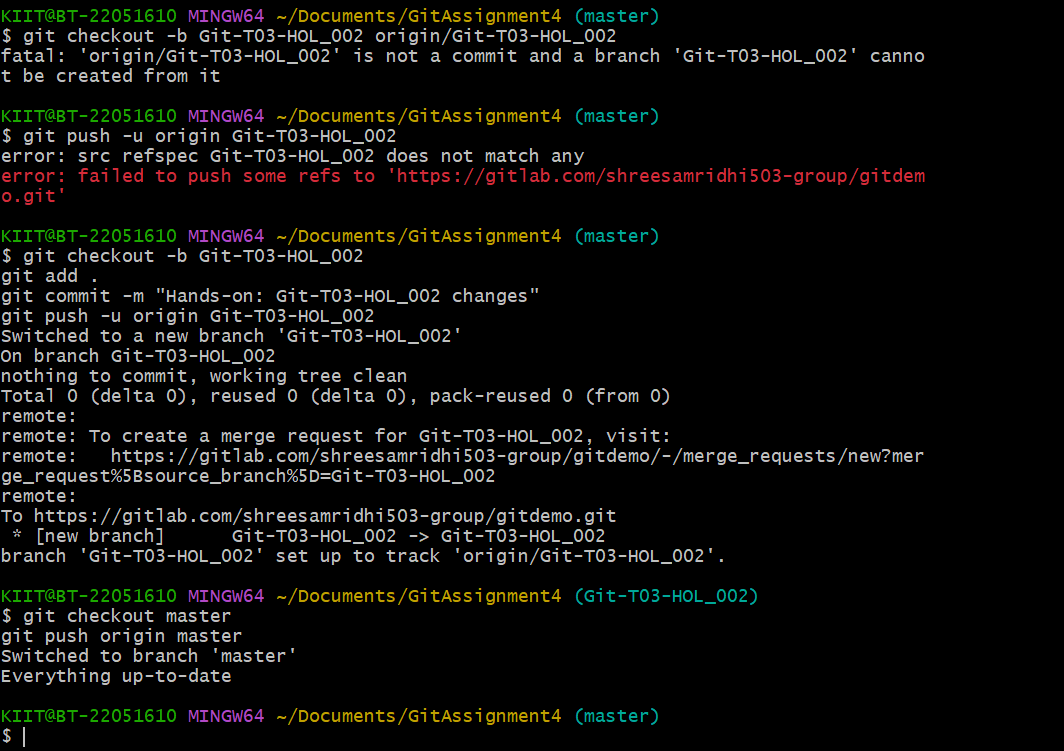 KIIT@BT-22051610 MINGW64 ~/Documents/GitAssignment4 (master)
$ git checkout -b Git-T03-HOL_002 origin/Git-T03-HOL_002
fatal: 'origin/Git-T03-HOL_002' is not a commit and a branch 'Git-T03-HOL_002' canno
t be created from it
KIIT@BT-22051610 MINGW64 ~/Documents/GitAssignment4 (master)
$ git push -u origin Git-T03-HOL_002
error: src refspec Git-T03-HOL_002 does not match any
error: failed to push some refs to 'https://gitlab.com/shreesamridhi503-group/gitdem
o.git'
KIIT@BT-22051610 MINGW64 ~/Documents/GitAssignment4 (master)
$ git checkout -b Git-T03-HOL_002
git add .
git commit -m "Hands-on: Git-T03-HOL_002 changes"
git push -u origin Git-T03-HOL_002
Switched to a new branch 'Git-T03-HOL_002'
On branch Git-T03-HOL_002
nothing to commit, working tree clean
Total 0 (delta 0), reused 0 (delta 0), pack-reused 0 (from 0)
remote:
remote: To create a merge request for Git-T03-HOL_002, visit:
remote:   https://gitlab.com/shreesamridhi503-group/gitdemo/-/merge_requests/new?mer
ge_request%5Bsource_branch%5D=Git-T03-HOL_002
remote:
To https://gitlab.com/shreesamridhi503-group/gitdemo.git
 * [new branch]      Git-T03-HOL_002 -> Git-T03-HOL_002
branch 'Git-T03-HOL_002' set up to track 'origin/Git-T03-HOL_002'.
KIIT@BT-22051610 MINGW64 ~/Documents/GitAssignment4 (Git-T03-HOL_002)
$ git checkout master
git push origin master
Switched to branch 'master'
Everything up-to-date
KIIT@BT-22051610 MINGW64 ~/Documents/GitAssignment4 (master)
$